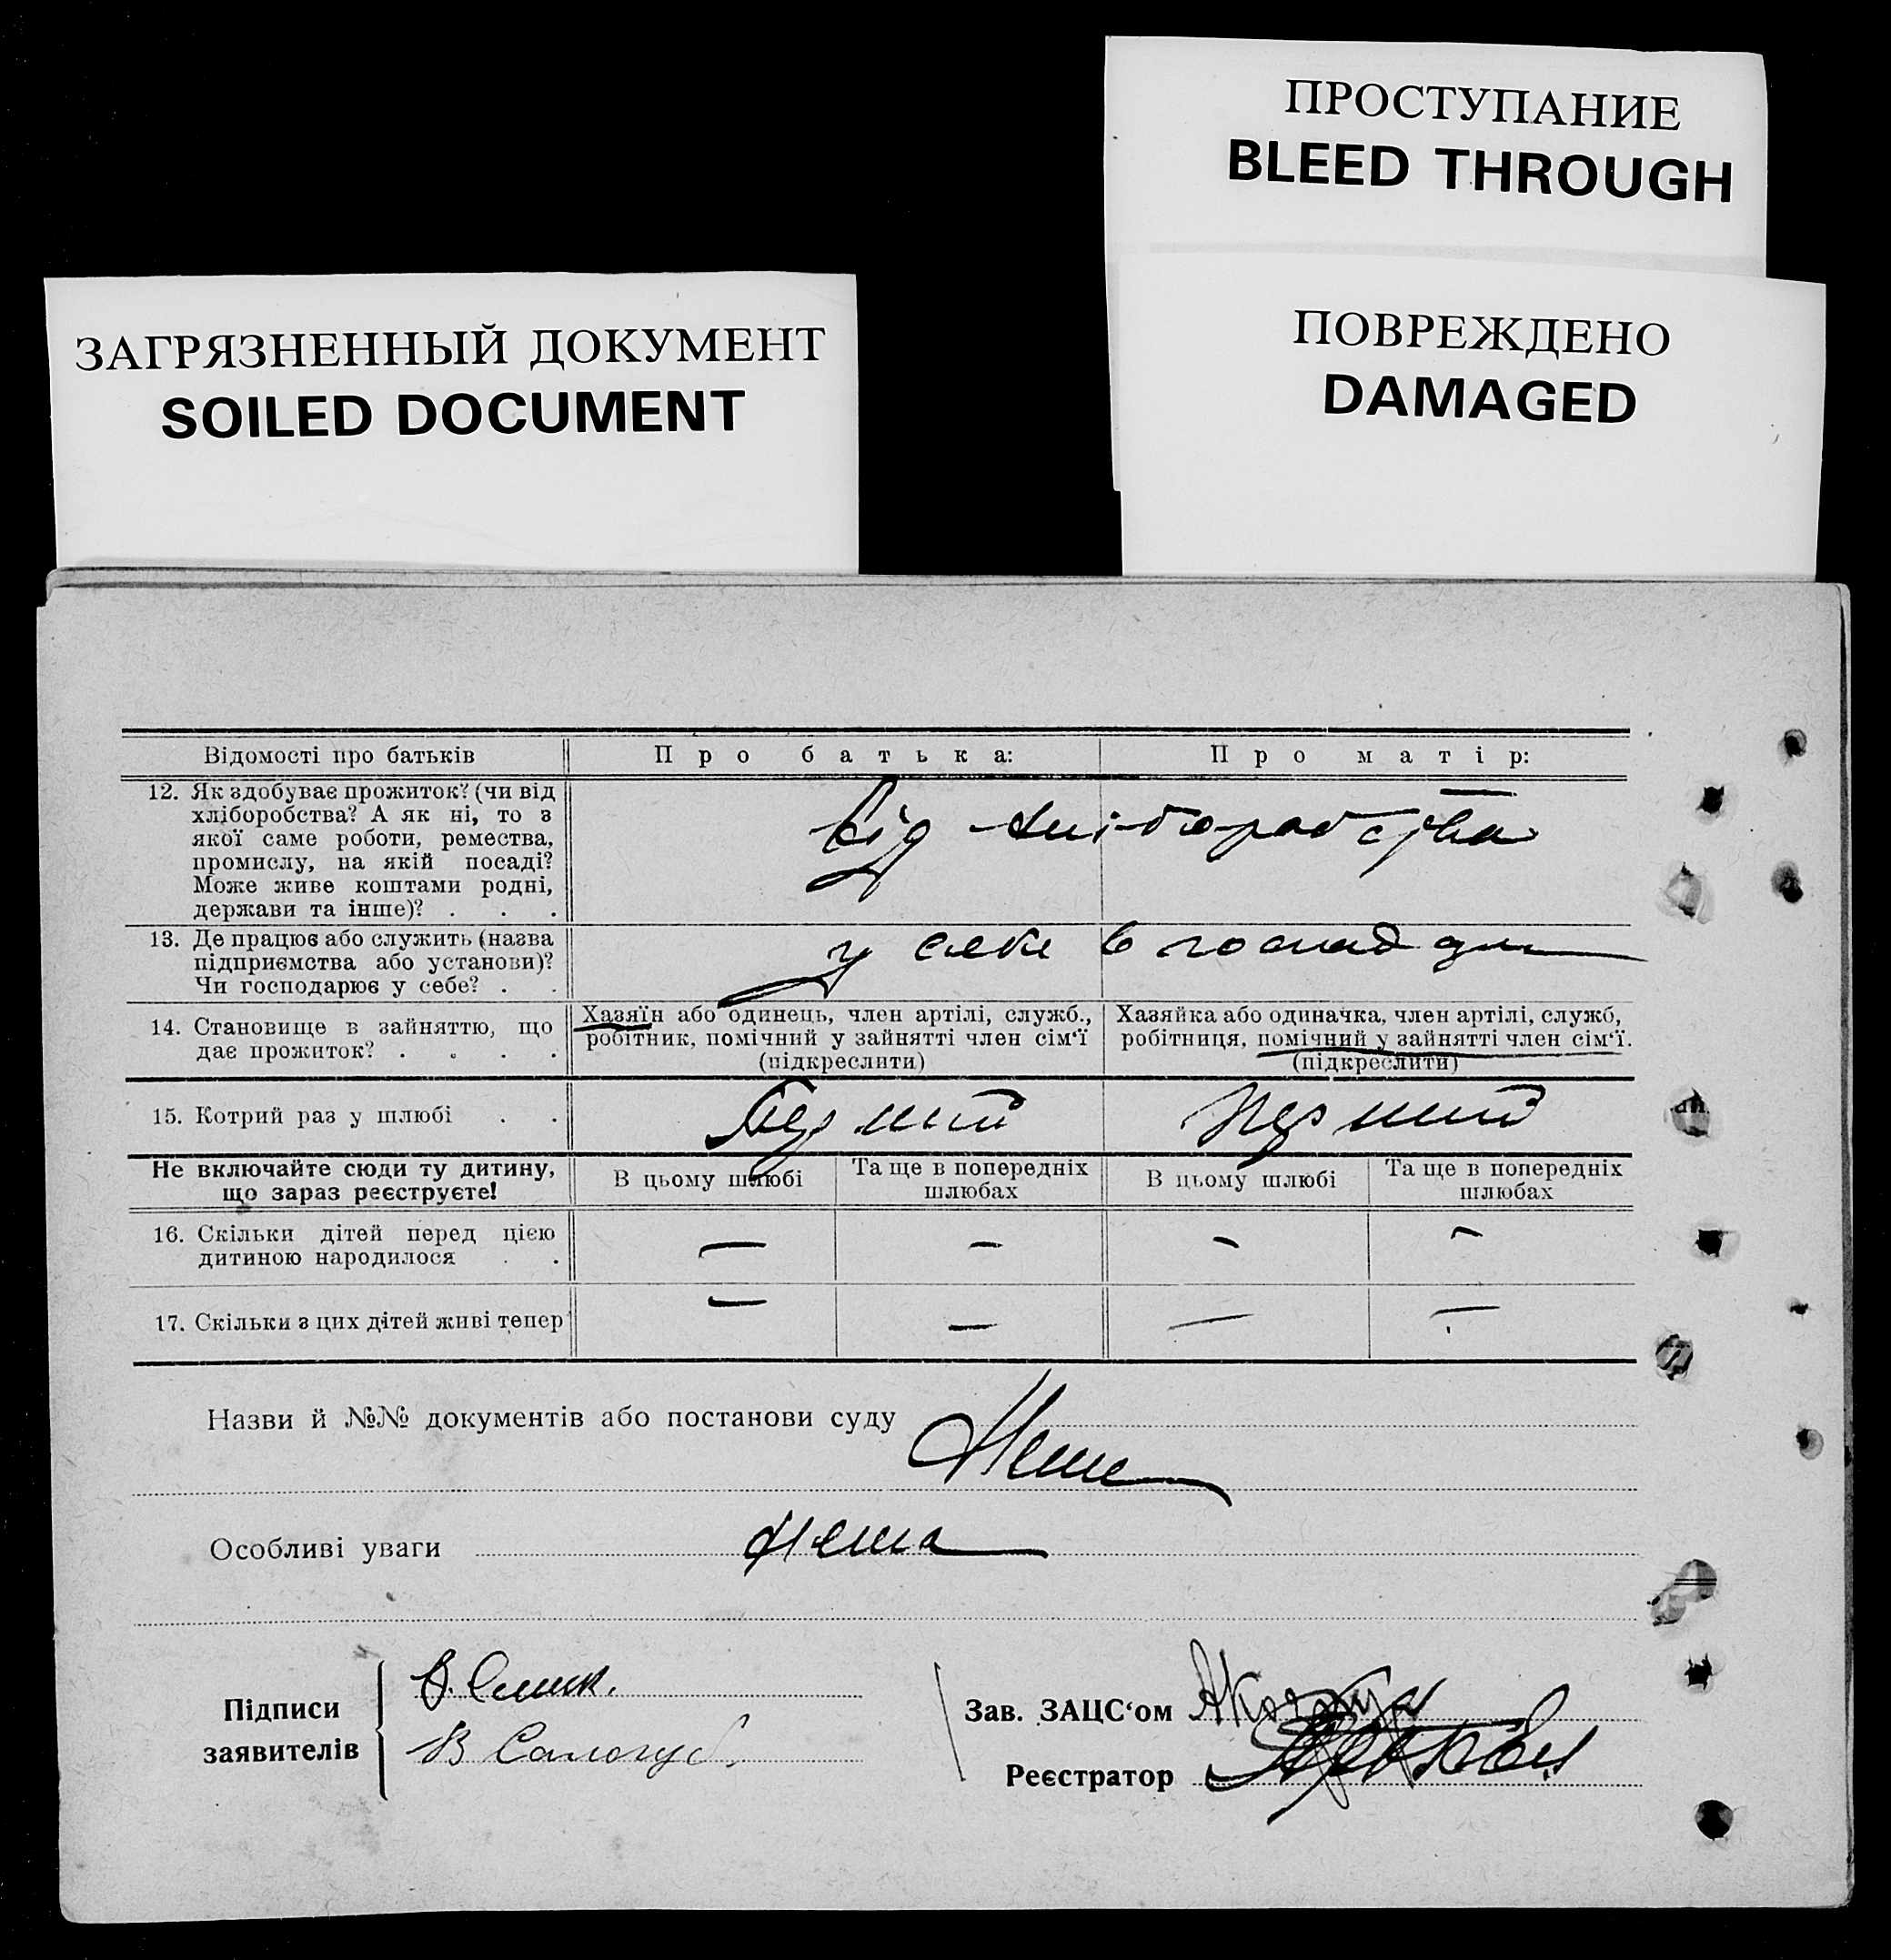 ПРОСТУПАНИЕ
BLEED THROUGH
ЗАГРЯЗНЕННЫЙ ДОКУМЕНТ
SOILED DOCUMENT
ПОВРЕЖДЕНО
DAMAGED
Відомості про батьків Про батька: Про матір:
12. Як здобуває прожиток? (чи від
хліборобства? А як ні, то з
якої саме роботи, ремества,
промислу, на якій посаді?
Може живе коштами родні,
держави та інше)? . . .
Від хліборобства
13. Де працює або служить (назва
підприємства або установи)?
Чи господарює у себе? . .
у себе в господ
14. Становище в зайняттю, що
дає прожиток? . . . .
Хазяїн або одинець, член артілі, служб.,
робітник, помічний у зайнятті член сім‘ї
(підкреслити)
Хазяйка або одиначка, член артілі, служб,
робітниця, помічний у зайнятті член сім‘ї.
(підкреслити)
15. Котрий раз у шлюбі . . Перший Перший
Не включайте сюди ту дитину,
що зараз реєструєте!
В цьому шлюбі
Та ще в попередніх
шлюбах
В цьому шлюбі
Та ще в попередніх
шлюбах
16. Скільки дітей перед цією
дитиною народилося . .
— — — —
17. Скільки з цих дітей живі тепер — — — —
Назви й №№ документів або постанови суду
Особливі уваги Нема
Підписи
заявителів
В Сологуб.
Зав. ЗАЦС‘ом
Реєстратор